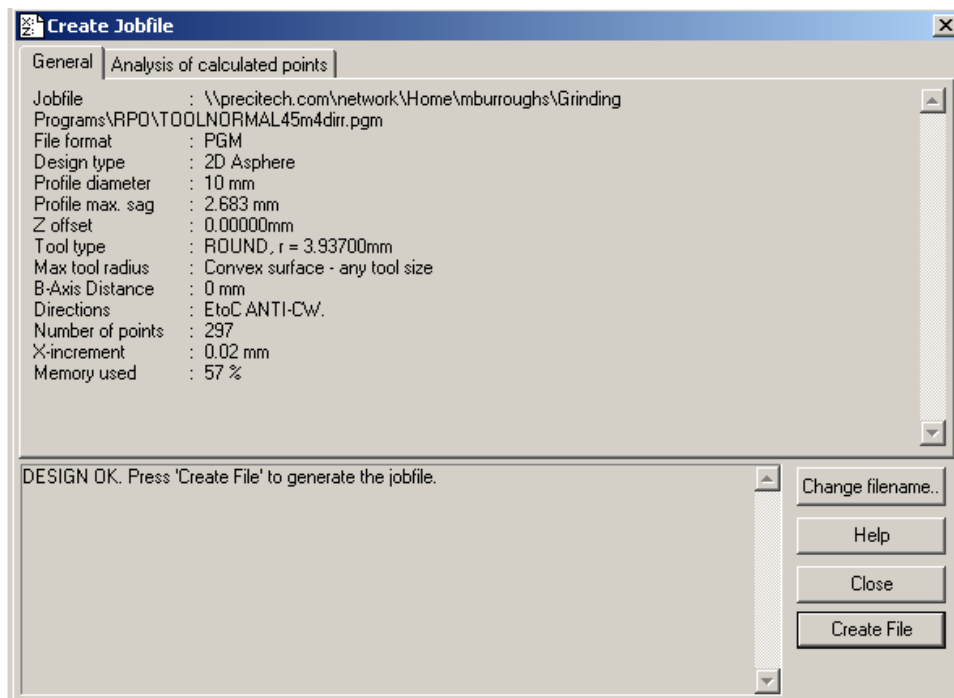 Create Jobfile
General
Analysis of calculated points
Jobfile : \\precitech.com\network\Home\mburroughs\Grinding
Programs\RPO\TOOLNORMAL45m4dirr.pgm
File format : PGM
Design type : 2D Asphere
Profile diameter : 10 mm
Profile max. sag : 2.683 mm
Z offset : 0.00000mm
Tool type : ROUND, r = 3.93700mm
Max tool radius : Convex surface - any tool size
B-Axis Distance : 0 mm
Directions : EtoC ANTI-CW.
Number of points : 297
X-increment : 0.02 mm
Memory used : 57 %
DESIGN OK. Press 'Create File' to generate the jobfile.
Change filename..
Help
Close
Create File